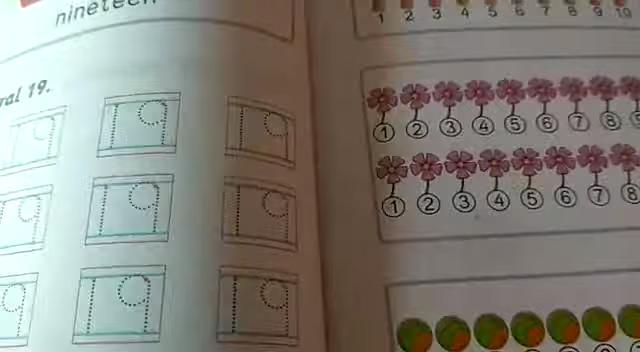 nineteen
ral 19.
19 19 19
19 19 19
19 19 19
1 2 3 4 5 6 7 8 9 10
1 2 3 4 5 6 7 8 9
1 2 3 4 5 6 7 8